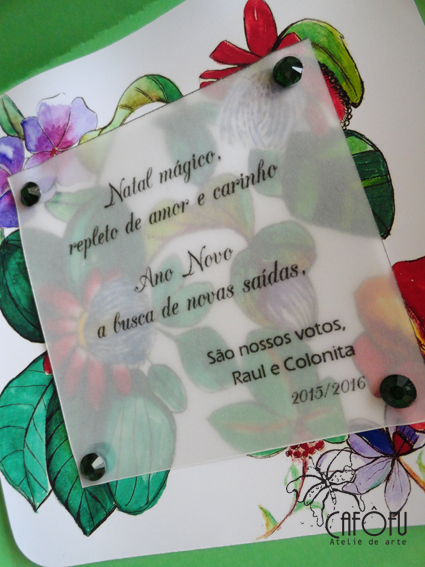 Natal mágico,
repleto de amor e carinho
Ano Novo
a busca de novas saídas,
São nossos votos,
Raul e Colonita
2015/2016
CAFÔFU
Ateliê de arte